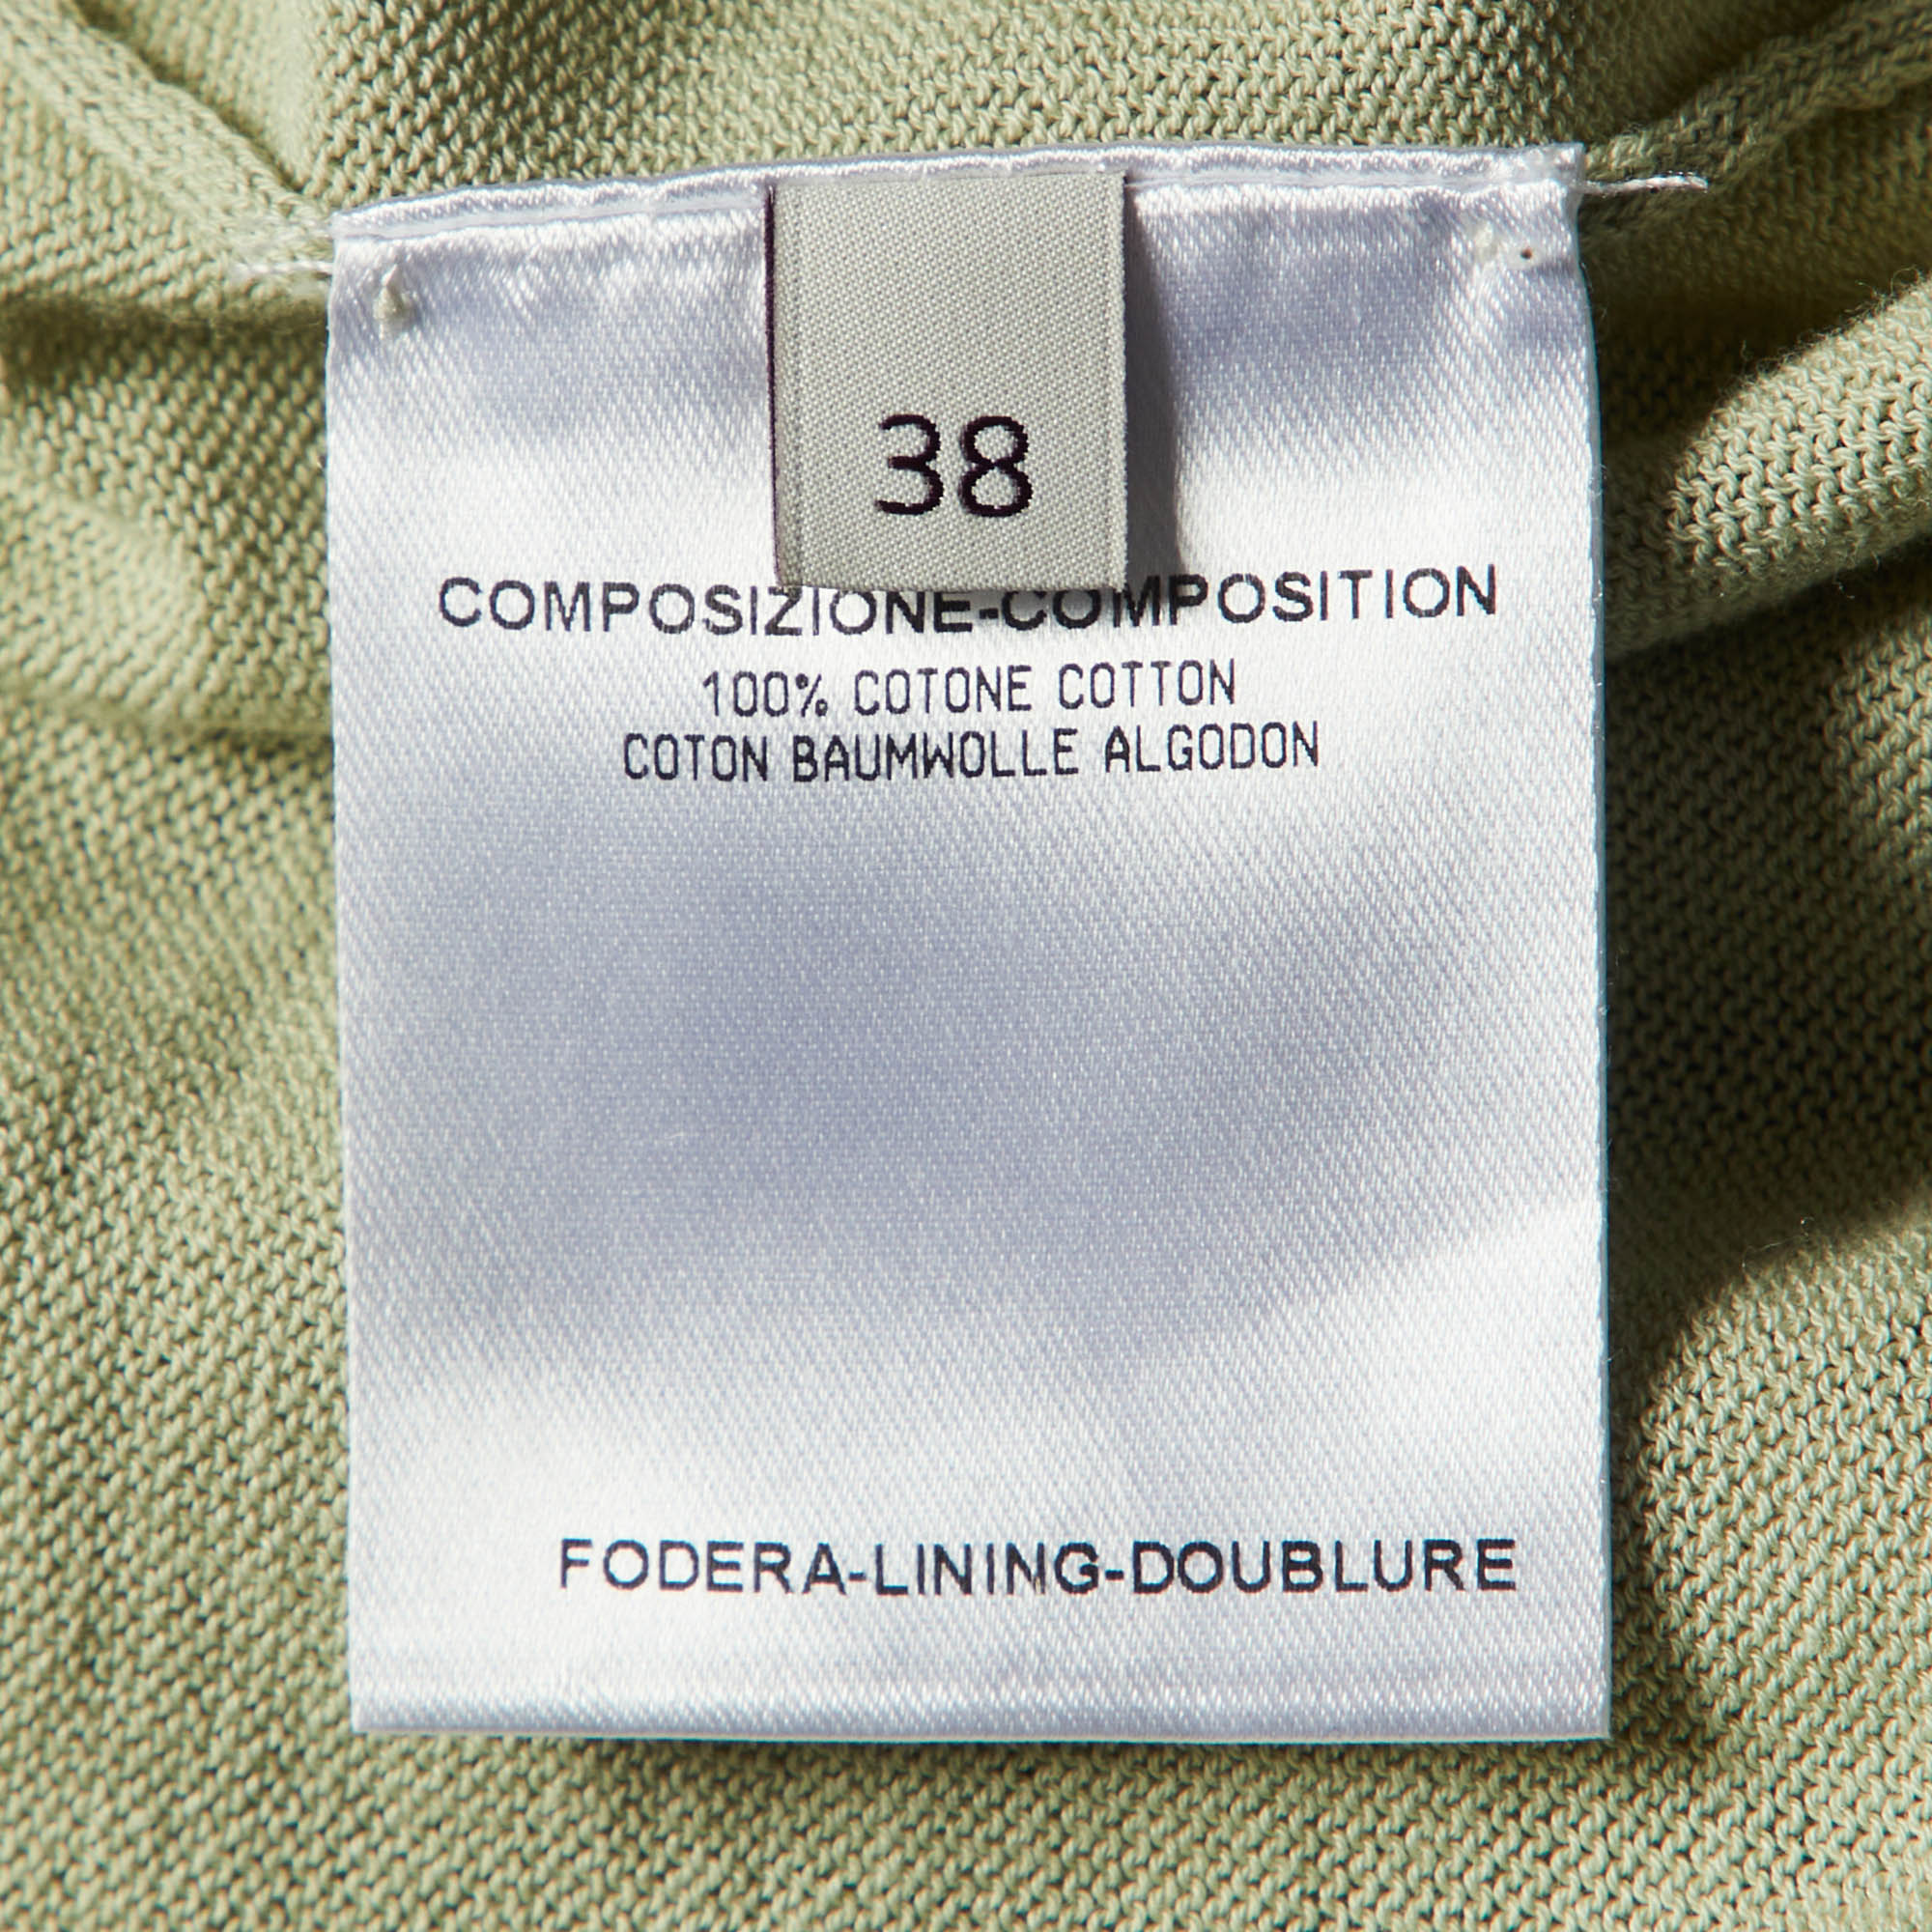 38
COMPOSIZIONE-COMPOSITION
100% COTONE COTTON
COTON BAUMWOLLE ALGODON
FODERA-LINING-DOUBLURE